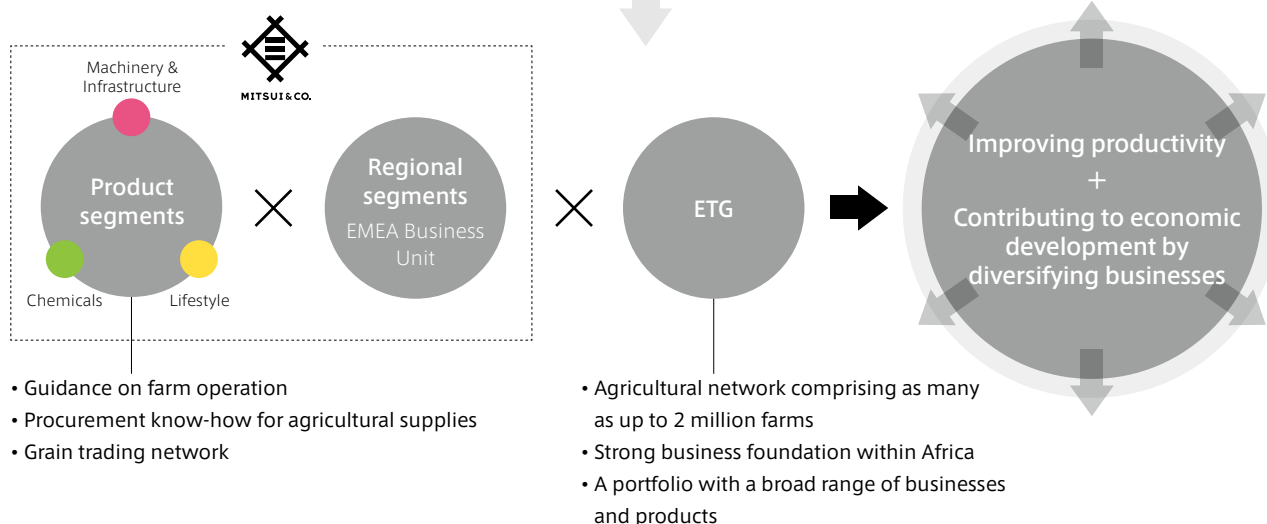 MITSUI & CO.
Machinery &
Infrastructure
Product
segments
Chemicals
Lifestyle
Regional
segments
EMEA Business
Unit
ETG
Improving productivity
+
Contributing to economic
development by
diversifying businesses
• Guidance on farm operation
• Procurement know-how for agricultural supplies
• Grain trading network
• Agricultural network comprising as many
as up to 2 million farms
• Strong business foundation within Africa
• A portfolio with a broad range of businesses
and products